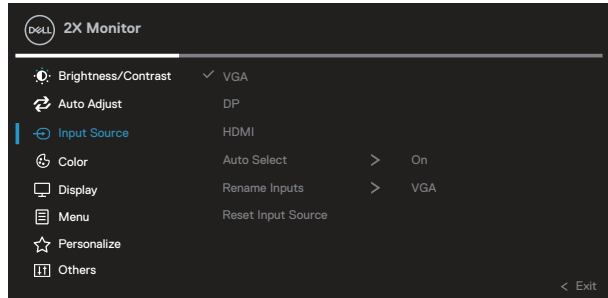 DELL 2X Monitor
Brightness/Contrast ✓ VGA
Auto Adjust DP
Input Source HDMI
Color Auto Select > On
Display Rename Inputs > VGA
Menu Reset Input Source
Personalize
Others
< Exit